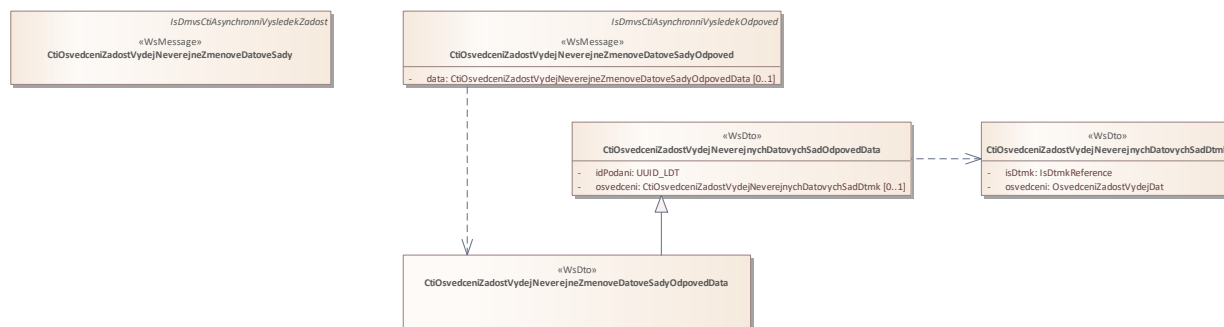 IsDmvsCtiAsynchronniVysledekZadost
«WsMessage»
CtiOsvedceniZadostVydejNeverejneZmenoveDatoveSady
IsDmvsCtiAsynchronniVysledekOdpoved
«WsMessage»
CtiOsvedceniZadostVydejNeverejneZmenoveDatoveSadyOdpoved
- data: CtiOsvedceniZadostVydejNeverejneZmenoveDatoveSadyOdpovedData [0..1]
«WsDto»
CtiOsvedceniZadostVydejNeverejnychDatovychSadOdpovedData
- idPodani: UUID_LDT
- osvedceni: CtiOsvedceniZadostVydejNeverejnychDatovychSadDtmk [0..1]
«WsDto»
CtiOsvedceniZadostVydejNeverejnychDatovychSadDtmk
- isDtmk: IsDtmkReference
- osvedceni: OsvedceniZadostVydejDat
«WsDto»
CtiOsvedceniZadostVydejNeverejneZmenoveDatoveSadyOdpovedData